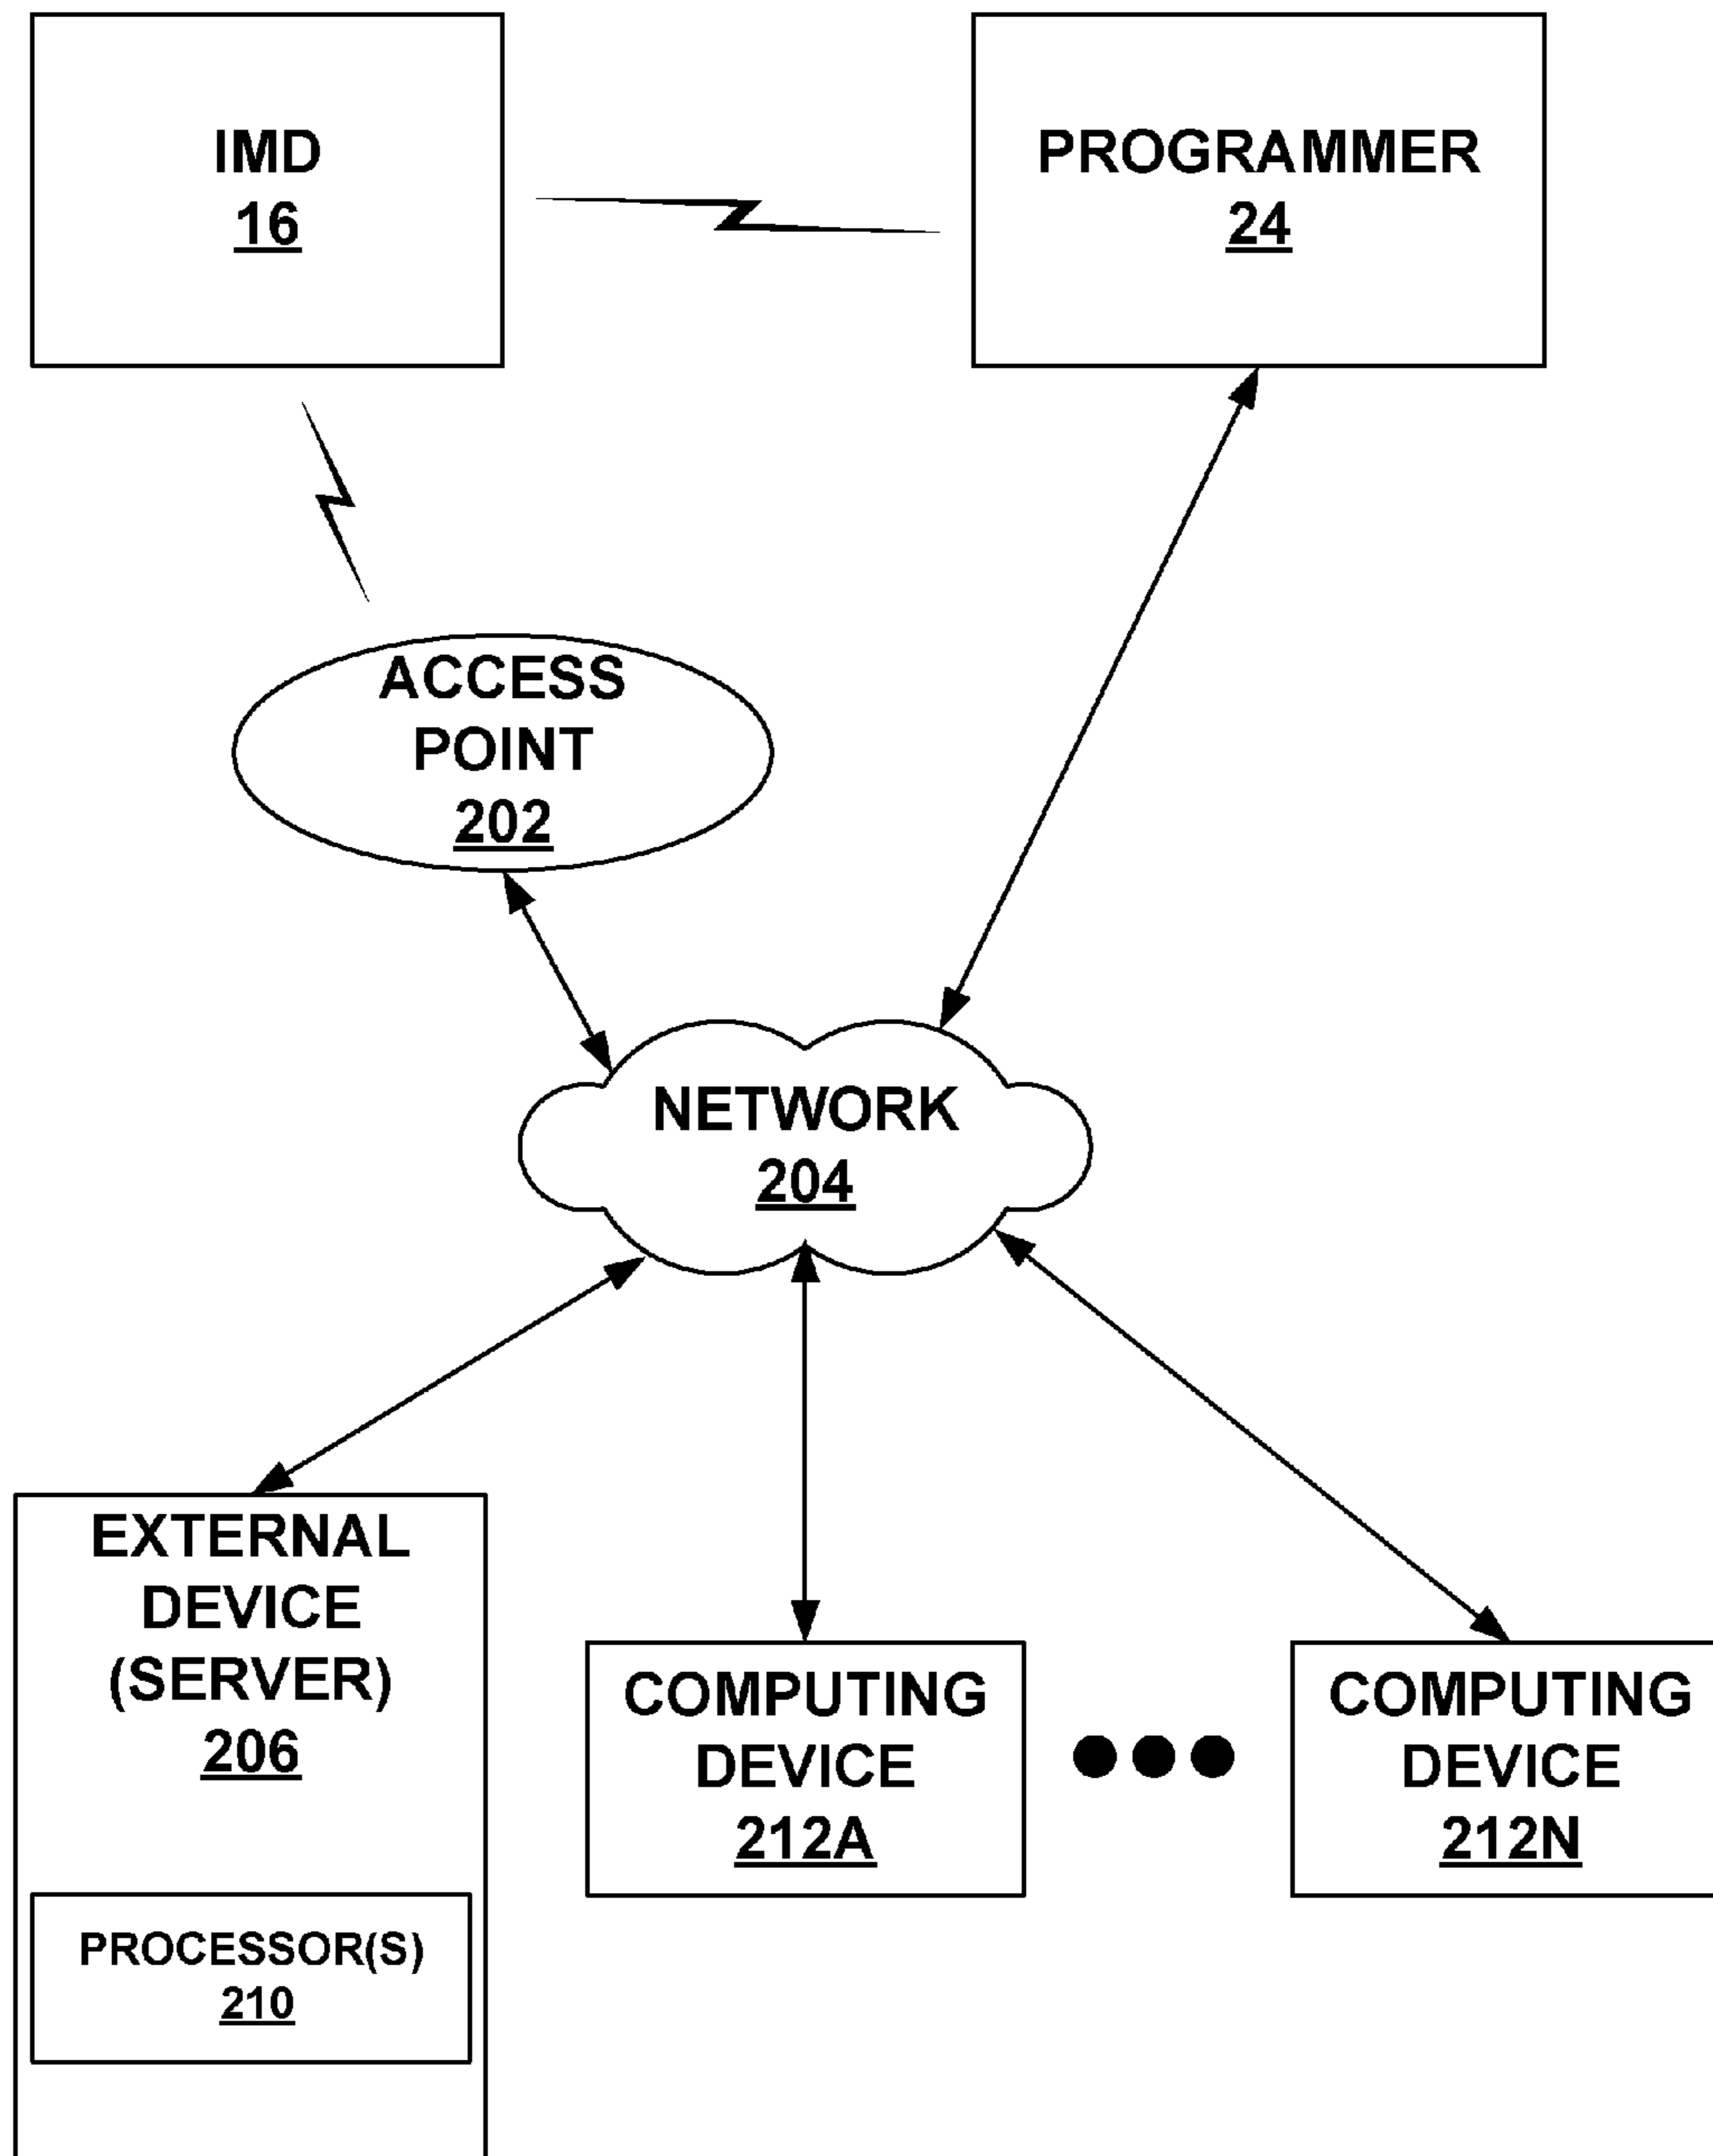 IMD
16
PROGRAMMER
24
ACCESS
POINT
202
NETWORK
204
EXTERNAL
DEVICE
(SERVER)
206
PROCESSOR(S)
210
COMPUTING
DEVICE
212A
COMPUTING
DEVICE
212N